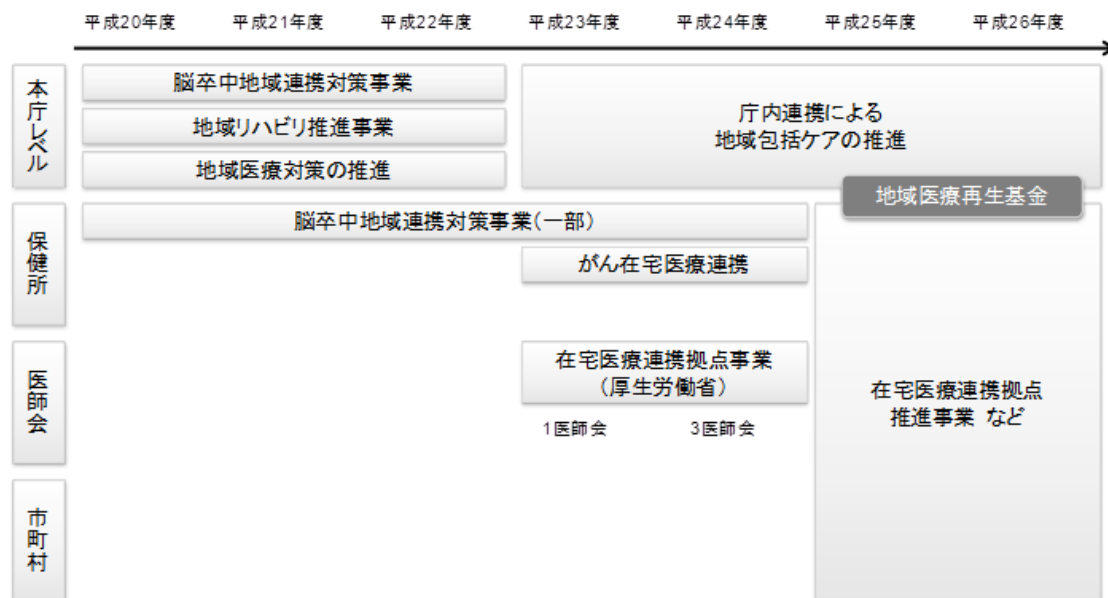 平成20年度 平成21年度 平成22年度 平成23年度 平成24年度 平成25年度 平成26年度
本庁レベル
脳卒中地域連携対策事業
地域リハビリ推進事業
地域医療対策の推進
庁内連携による
地域包括ケアの推進
地域医療再生基金
保健所
脳卒中地域連携対策事業(一部)
がん在宅医療連携
医師会
在宅医療連携拠点事業
(厚生労働省)
1医師会 3医師会
在宅医療連携拠点
推進事業 など
市町村